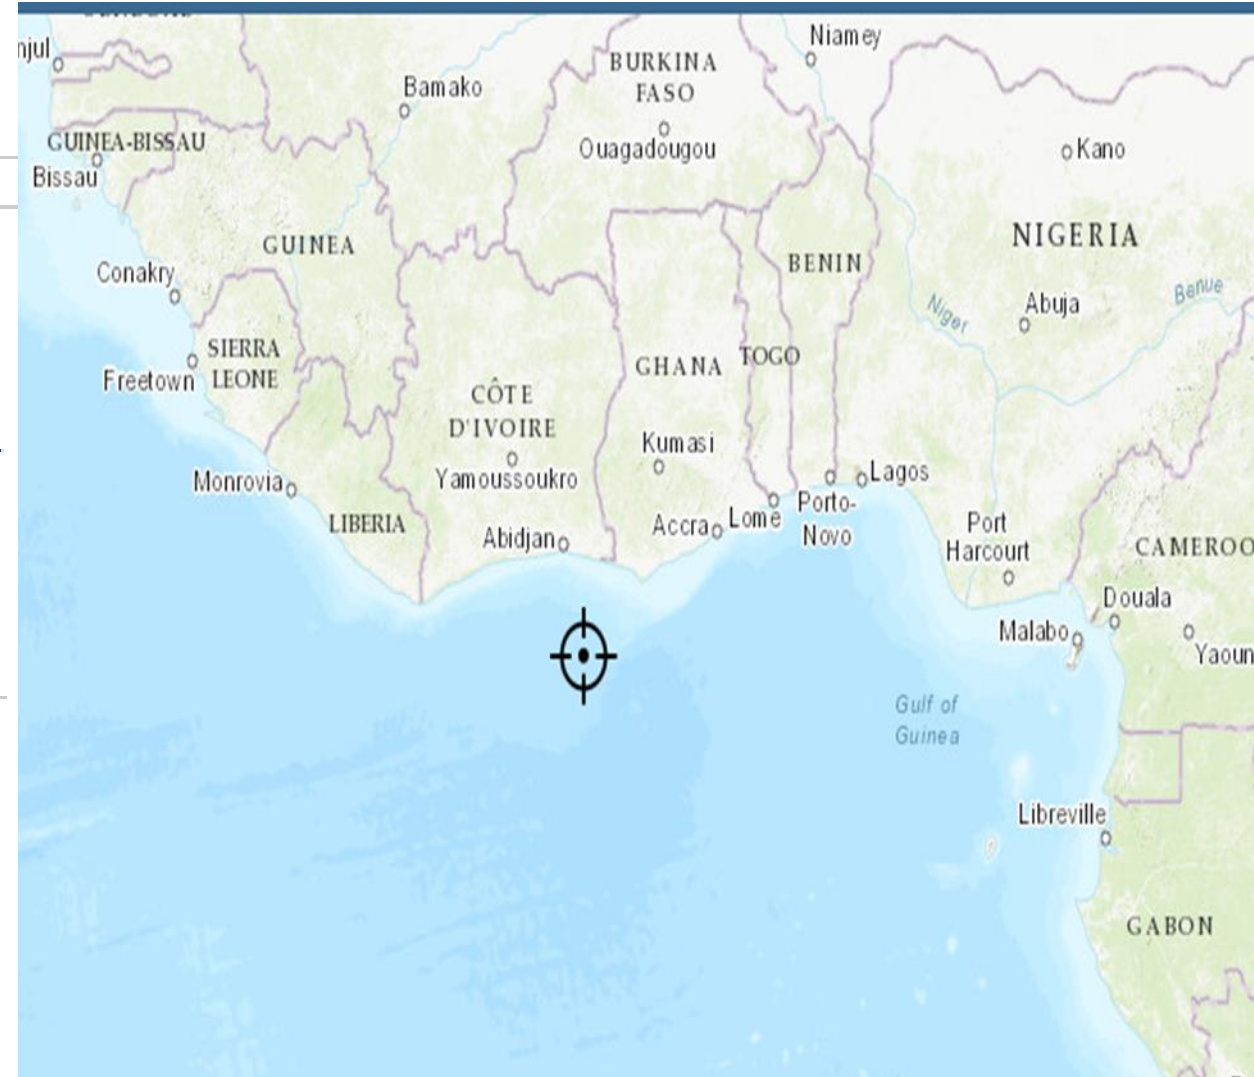 njul
Niamey
BURKINA
FASO
Bamako
Ouagadougou
Kano
GUINEA-BISSAU
Bissau
NIGERIA
GUINEA
BENIN
Conakry
Niger
Benue
Abuja
SIERRA
LEONE
Freetown
GHANA
TOGO
CÔTE
D'IVOIRE
Kumasi
Yamoussoukro
Lagos
Monrovia
Porto-
Novo
Lome
Accra
LIBERIA
Abidjan
Port
Harcourt
CAMEROO
Douala
Malabo
Yaoun
Gulf of
Guinea
Libreville
GABON